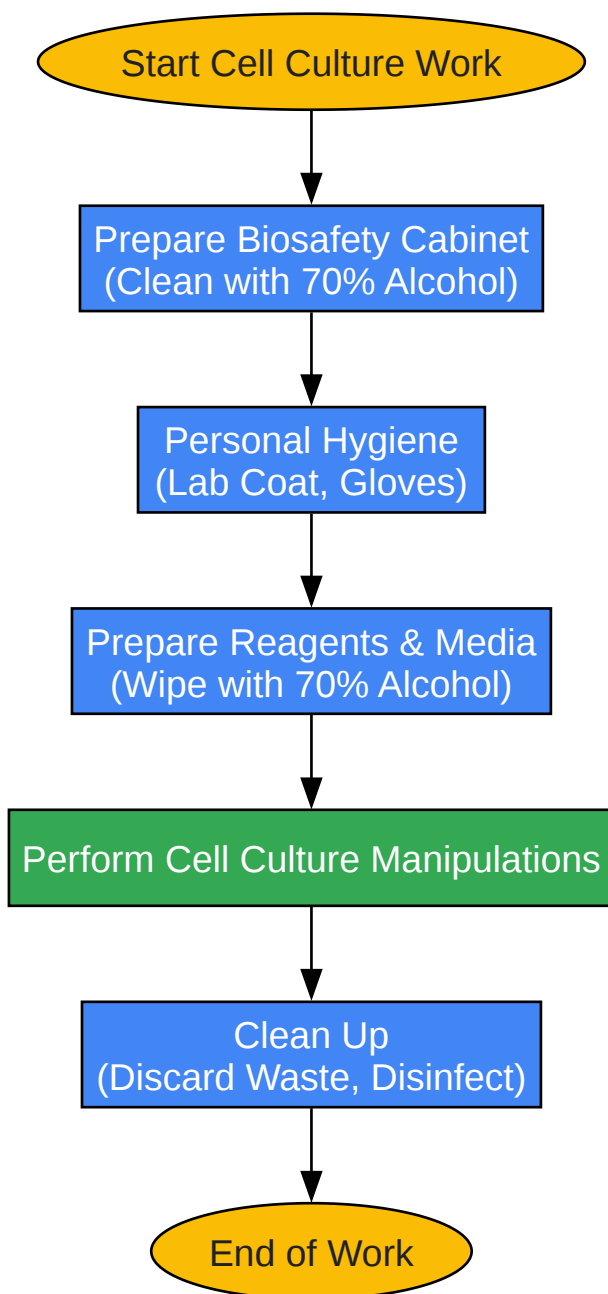 Start Cell Culture Work
Prepare Biosafety Cabinet
(Clean with 70% Alcohol)
Personal Hygiene
(Lab Coat, Gloves)
Prepare Reagents & Media
(Wipe with 70% Alcohol)
Perform Cell Culture Manipulations
Clean Up
(Discard Waste, Disinfect)
End of Work